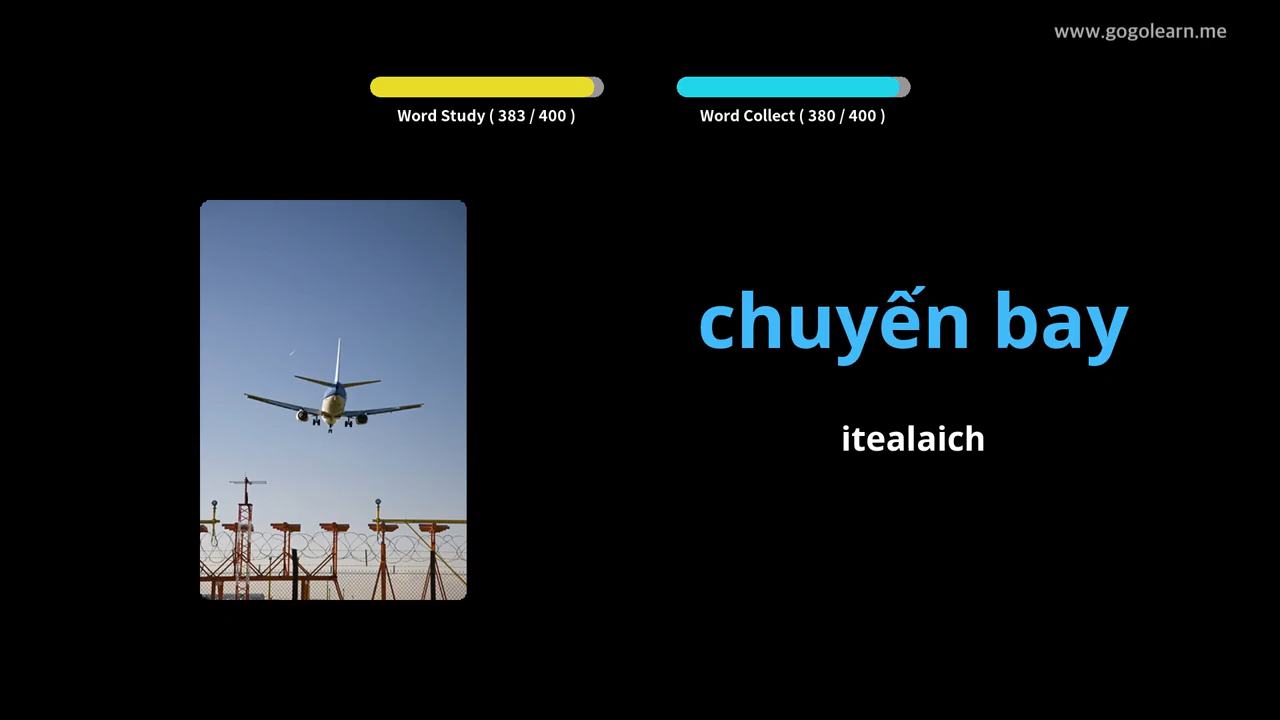 www.gogolearn.me
Word Study ( 383 / 400 )
Word Collect ( 380 / 400 )
chuyến bay
itealaich